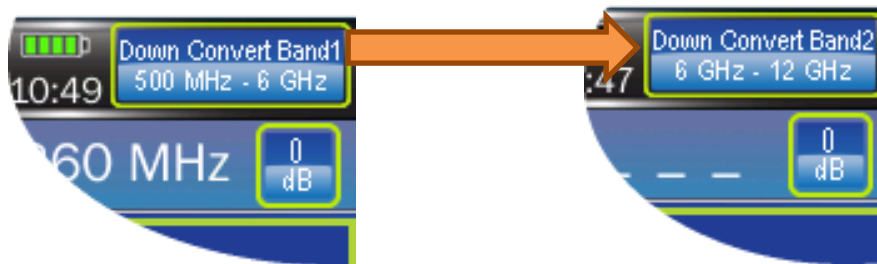 Down Convert Band1
500 MHz - 6 GHz
10:49
60 MHz
0
dB
Down Convert Band2
6 GHz - 12 GHz
:47
0
dB